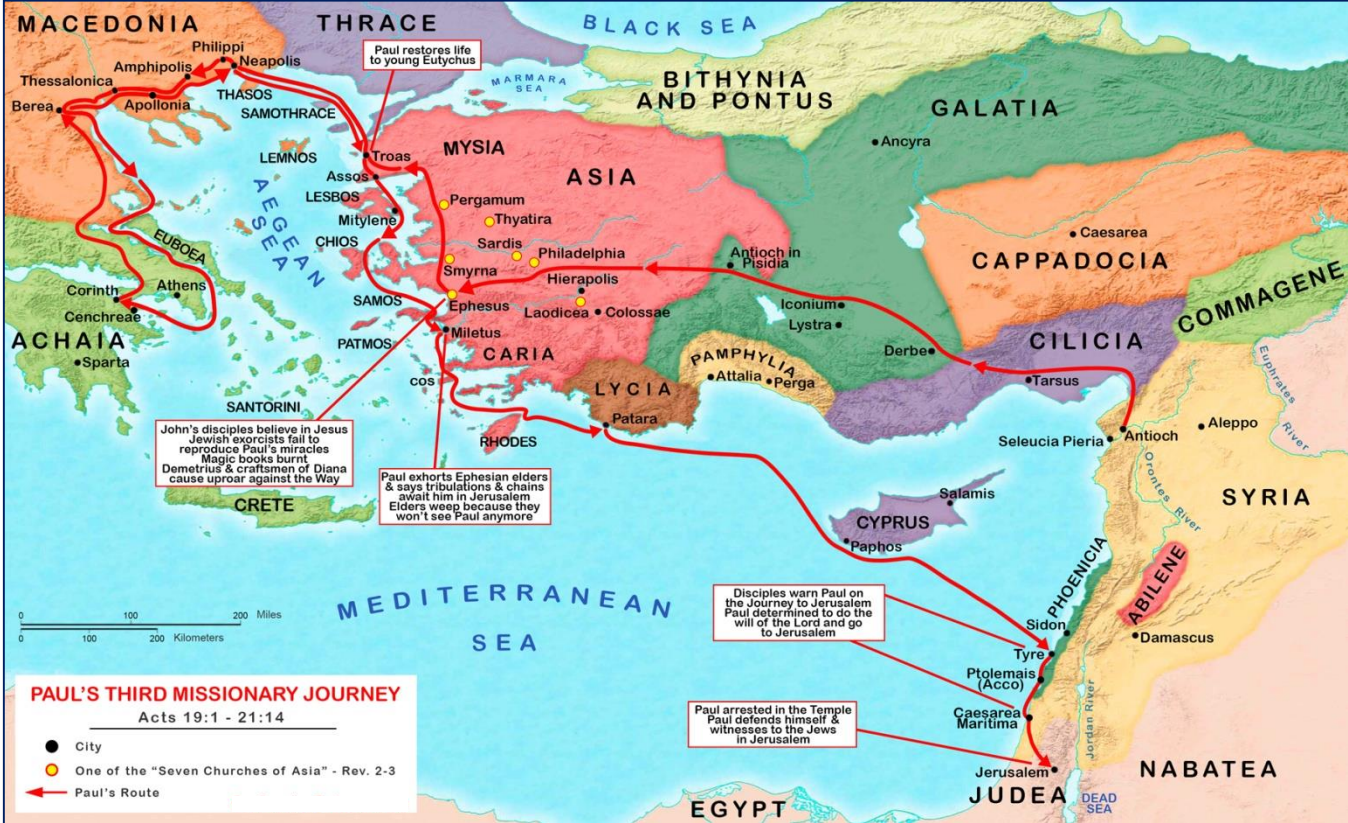 MACEDONIA
THRACE
BLACK SEA
Philippi
Neapolis
Amphipolis
Thessalonica
Berea
Apollonia
THASOS
SAMOTHRACE
Paul restores life
to young Eutychus
MARMARA
SEA
BITHYNIA
AND PONTUS
GALATIA
Ancyra
LEMNOS
Troas
MYSIA
Assos
ASIA
AEGEAN
SEA
LESBOS
Mitylene
Pergamum
Thyatira
Sardis
Philadelphia
Smyrna
CHIOS
EUBOEA
Antioch in
Pisidia
Caesarea
CAPPADOCIA
COMMAGENE
Corinth
Athens
Cenchreae
ACHAIA
Sparta
SAMOS
Ephesus
Hierapolis
Laodicea
Colossae
Iconium
Lystra
Derbe
CILICIA
Tarsus
Euphrates
River
PATMOS
Miletus
CARIA
PAMPHYLIA
Attalia
Perga
COS
LYCIA
Patara
SANTORINI
RHODES
Seleucia Pieria
Antioch
Aleppo
Orontes
River
SYRIA
John's disciples believe in Jesus
Jewish exorcists fail to
reproduce Paul's miracles
Magic books burnt
Demetrius & craftsmen of Diana
cause uproar against the Way
Paul exhorts Ephesian elders
& says tribulations & chains
await him in Jerusalem
Elders weep because they
won't see Paul anymore
CRETE
Salamis
CYPRUS
Paphos
MEDITERRANEAN
SEA
PHOENICIA
ABILENE
Disciples warn Paul on
the Journey to Jerusalem
Paul determined to do the
will of the Lord and go
to Jerusalem
Sidon
Damascus
Tyre
Ptolemais
(Acco)
Paul arrested in the Temple
Paul defends himself &
witnesses to the Jews
in Jerusalem
Caesarea
Maritima
Jordan River
Jerusalem
JUDEA
DEAD
SEA
NABATEA
EGYPT
0 100 200 Miles
0 100 200 Kilometers
PAUL'S THIRD MISSIONARY JOURNEY
Acts 19:1 - 21:14
City
One of the "Seven Churches of Asia" - Rev. 2-3
Paul's Route